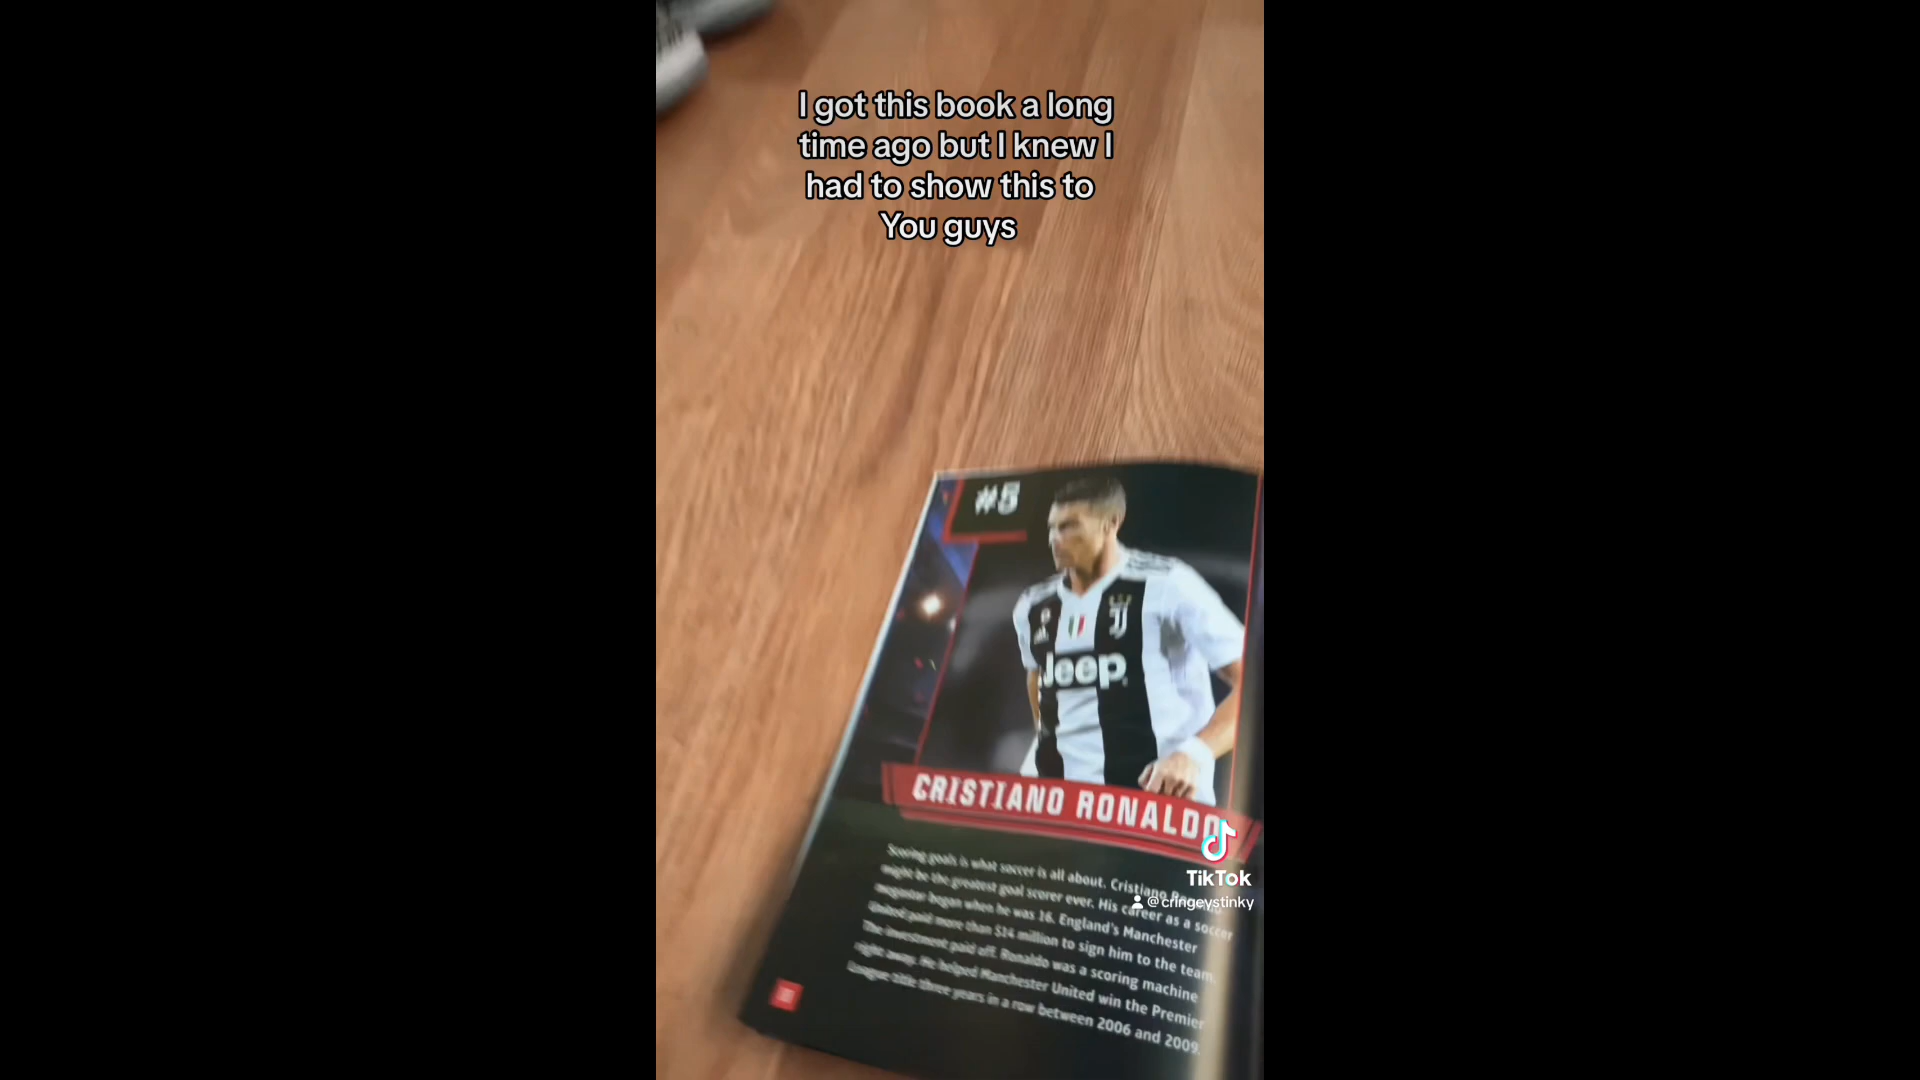 I got this book a long
time ago but I knew I
had to show this to
You guys
#5
Jeep
CRISTIANO RONALDO
Scoring goals is what soccer is all about. Cristiano
might be the greatest goal scorer ever. His career as a soccer
megastar began when he was 16. England's Manchester
United paid more than $14 million to sign him to the team.
The investment paid off. Ronaldo was a scoring machine
right away. He helped Manchester United win the Premier
League title three years in a row between 2006 and 2009.
TikTok
@cringeystinky